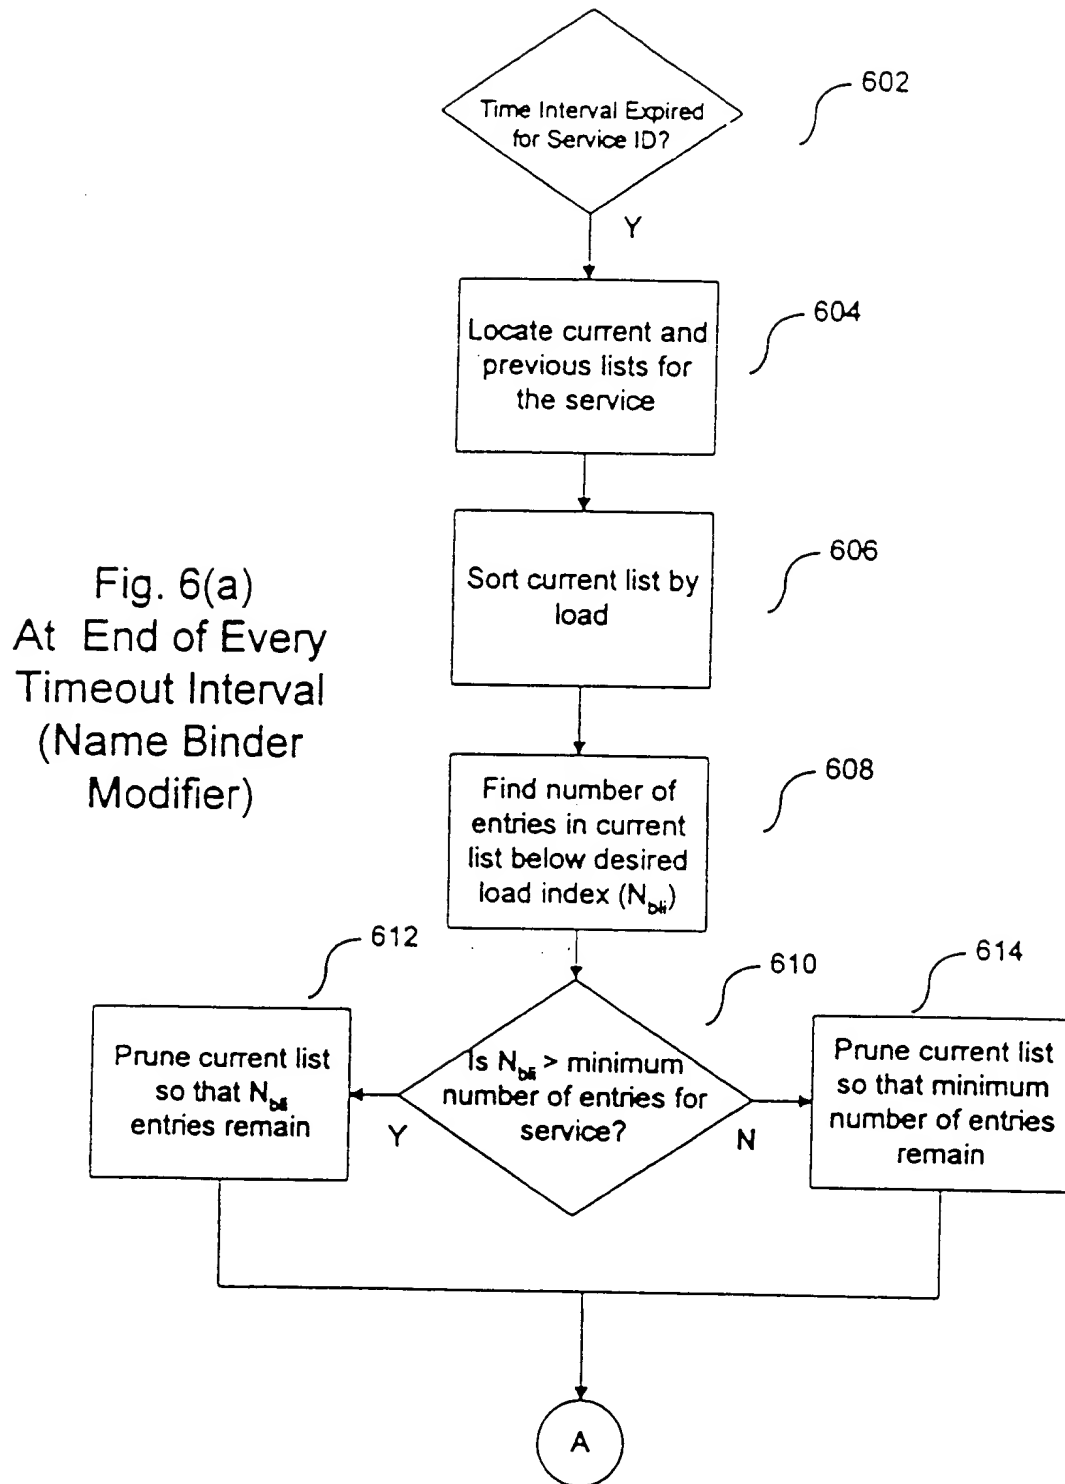 Time Interval Expired
for Service ID?
602
Y
Locate current and
previous lists for
the service
604
Sort current list by
load
606
Fig. 6(a)
At End of Every
Timeout Interval
(Name Binder
Modifier)
Find number of
entries in current
list below desired
load index (N_bli)
608
612
Prune current list
so that N_bli
entries remain
610
Is N_bli > minimum
number of entries for
service?
Y
N
614
Prune current list
so that minimum
number of entries
remain
A